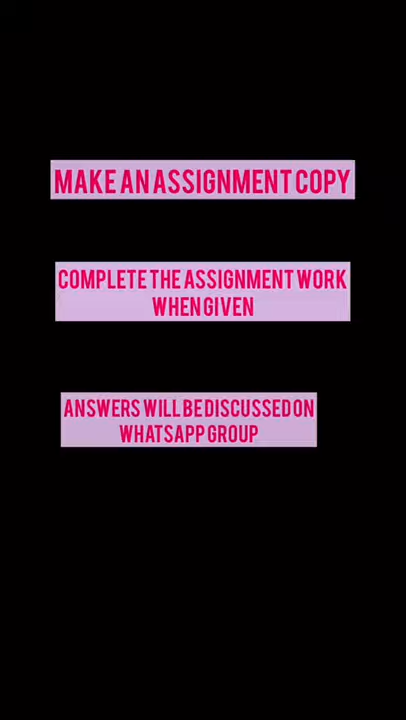 MAKE AN ASSIGNMENT COPY
COMPLETE THE ASSIGNMENT WORK
WHEN GIVEN
ANSWERS WILL BE DISCUSSED ON
WHATSAPP GROUP